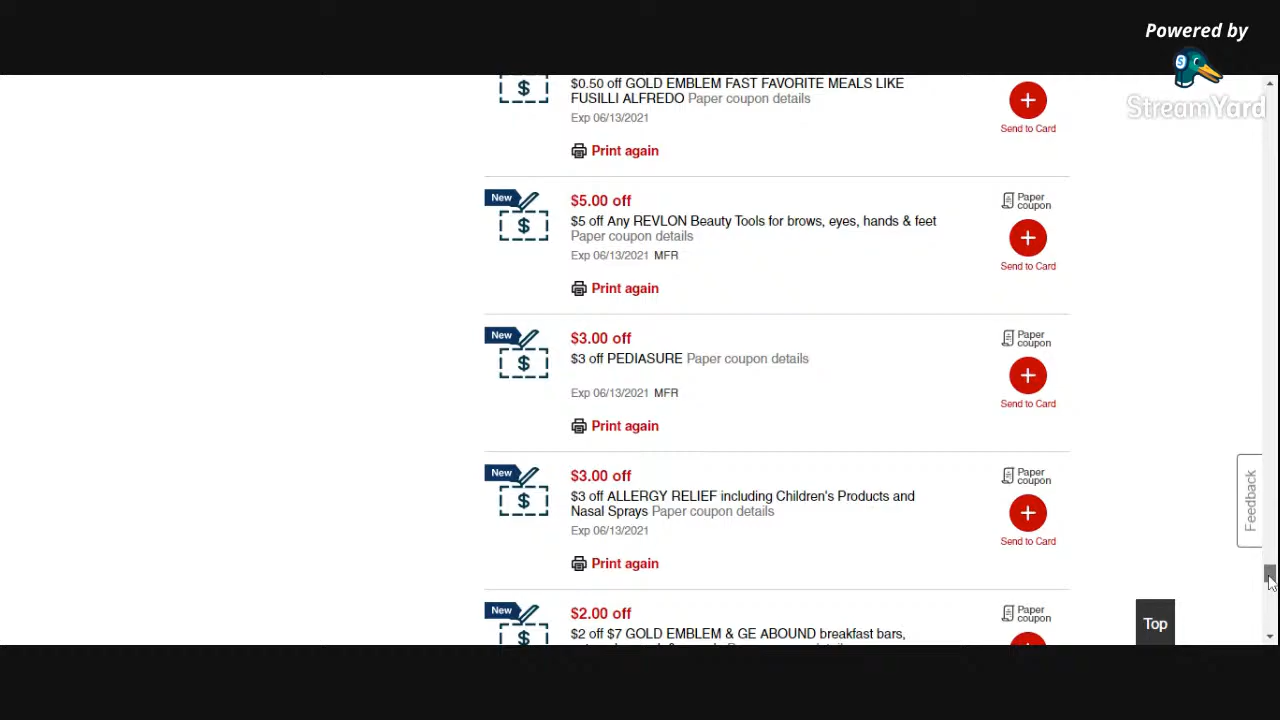 Powered by
StreamYard
$0.50 off GOLD EMBLEM FAST FAVORITE MEALS LIKE
FUSILLI ALFREDO Paper coupon details
Exp 06/13/2021
Send to Card
Print again
New
$5.00 off
Paper
coupon
$5 off Any REVLON Beauty Tools for brows, eyes, hands & feet
Paper coupon details
Exp 06/13/2021 MFR
Send to Card
Print again
New
$3.00 off
Paper
coupon
$3 off PEDIASURE Paper coupon details
Exp 06/13/2021 MFR
Send to Card
Print again
New
$3.00 off
Paper
coupon
$3 off ALLERGY RELIEF including Children's Products and
Nasal Sprays Paper coupon details
Exp 06/13/2021
Send to Card
Print again
Feedback
New
$2.00 off
Paper
coupon
$2 off $7 GOLD EMBLEM & GE ABOUND breakfast bars,
Top